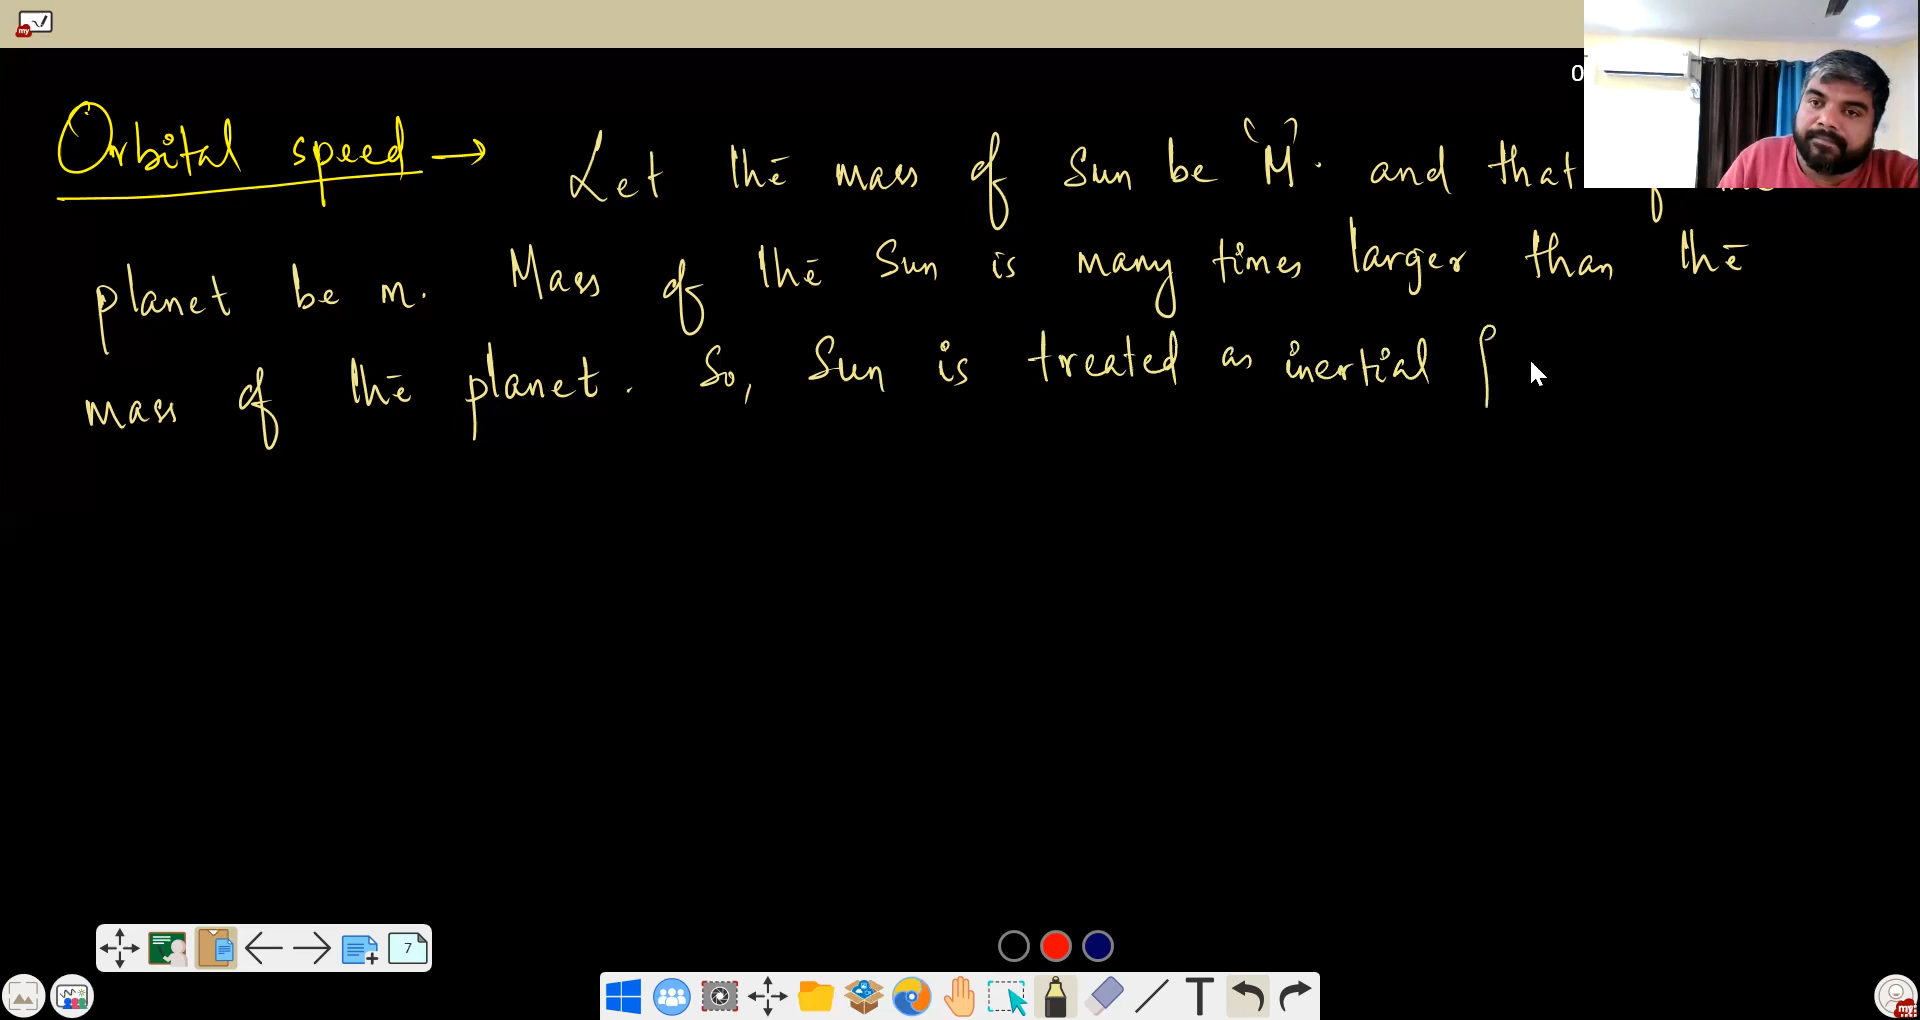 Orbital speed → Let the mass of Sun be 'M'. and that
planet be m. Mass of the Sun is many times larger than the
mass of the planet. So, Sun is treated as inertial f
7